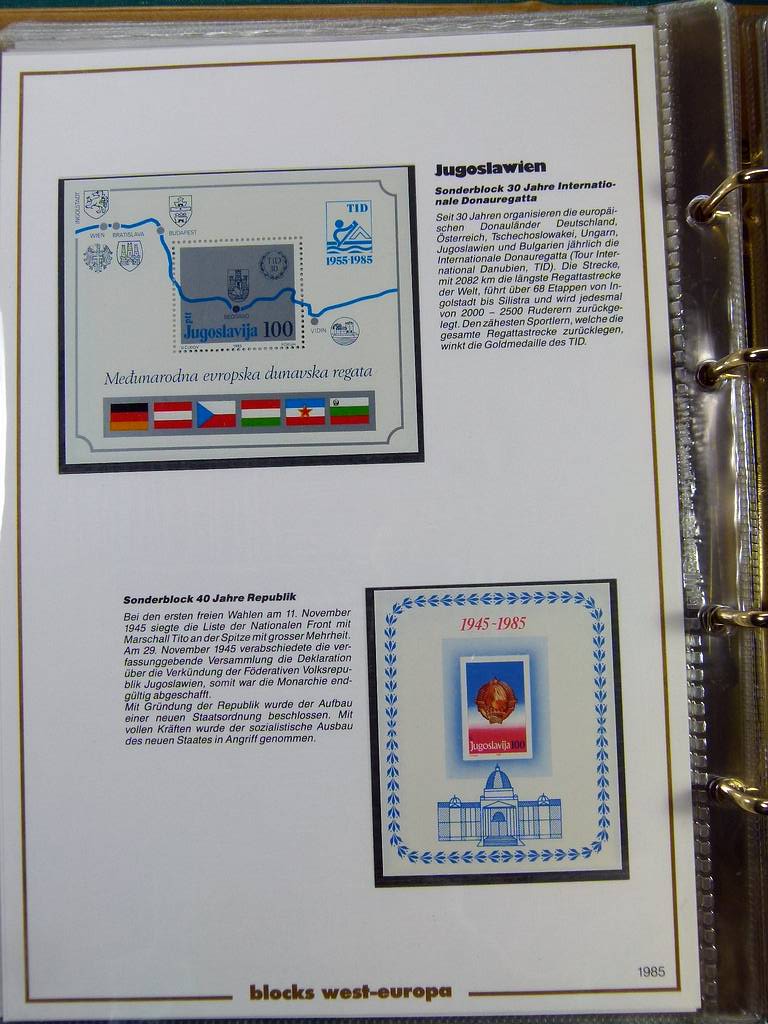 Jugoslawien
Sonderblock 30 Jahre Internatio-
nale Donauregatta
Seit 30 Jahren organisieren die europäi-
schen Donauländer Deutschland,
Österreich, Tschechoslowakei, Ungarn,
Jugoslawien und Bulgarien jährlich die
Internationale Donauregatta (Tour Inter-
national Danubien, TID). Die Strecke,
mit 2082 km die längste Regattastrecke
der Welt, führt über 68 Etappen von In-
golstadt bis Silistra und wird jedesmal
von 2000 – 2500 Ruderern zurückge-
legt. Den zähesten Sportlern, welche die
gesamte Regattastrecke zurücklegen,
winkt die Goldmedaille des TID.
INGOLSTADT
WIEN
BRATISLAVA
BUDAPEST
TID
1955-1985
TID
30
BEOGRAD
VIDIN
ptt
Jugoslavija 100
1985
Međunarodna evropska dunavska regata
Sonderblock 40 Jahre Republik
Bei den ersten freien Wahlen am 11. November
1945 siegte die Liste der Nationalen Front mit
Marschall Tito an der Spitze mit grosser Mehrheit.
Am 29. November 1945 verabschiedete die ver-
fassunggebende Versammlung die Deklaration
über die Verkündung der Föderativen Volksrepu-
blik Jugoslawien, somit war die Monarchie end-
gültig abgeschafft.
Mit Gründung der Republik wurde der Aufbau
einer neuen Staatsordnung beschlossen. Mit
vollen Kräften wurde der sozialistische Ausbau
des neuen Staates in Angriff genommen.
1945-1985
Jugoslavija 100
1985
blocks west-europa